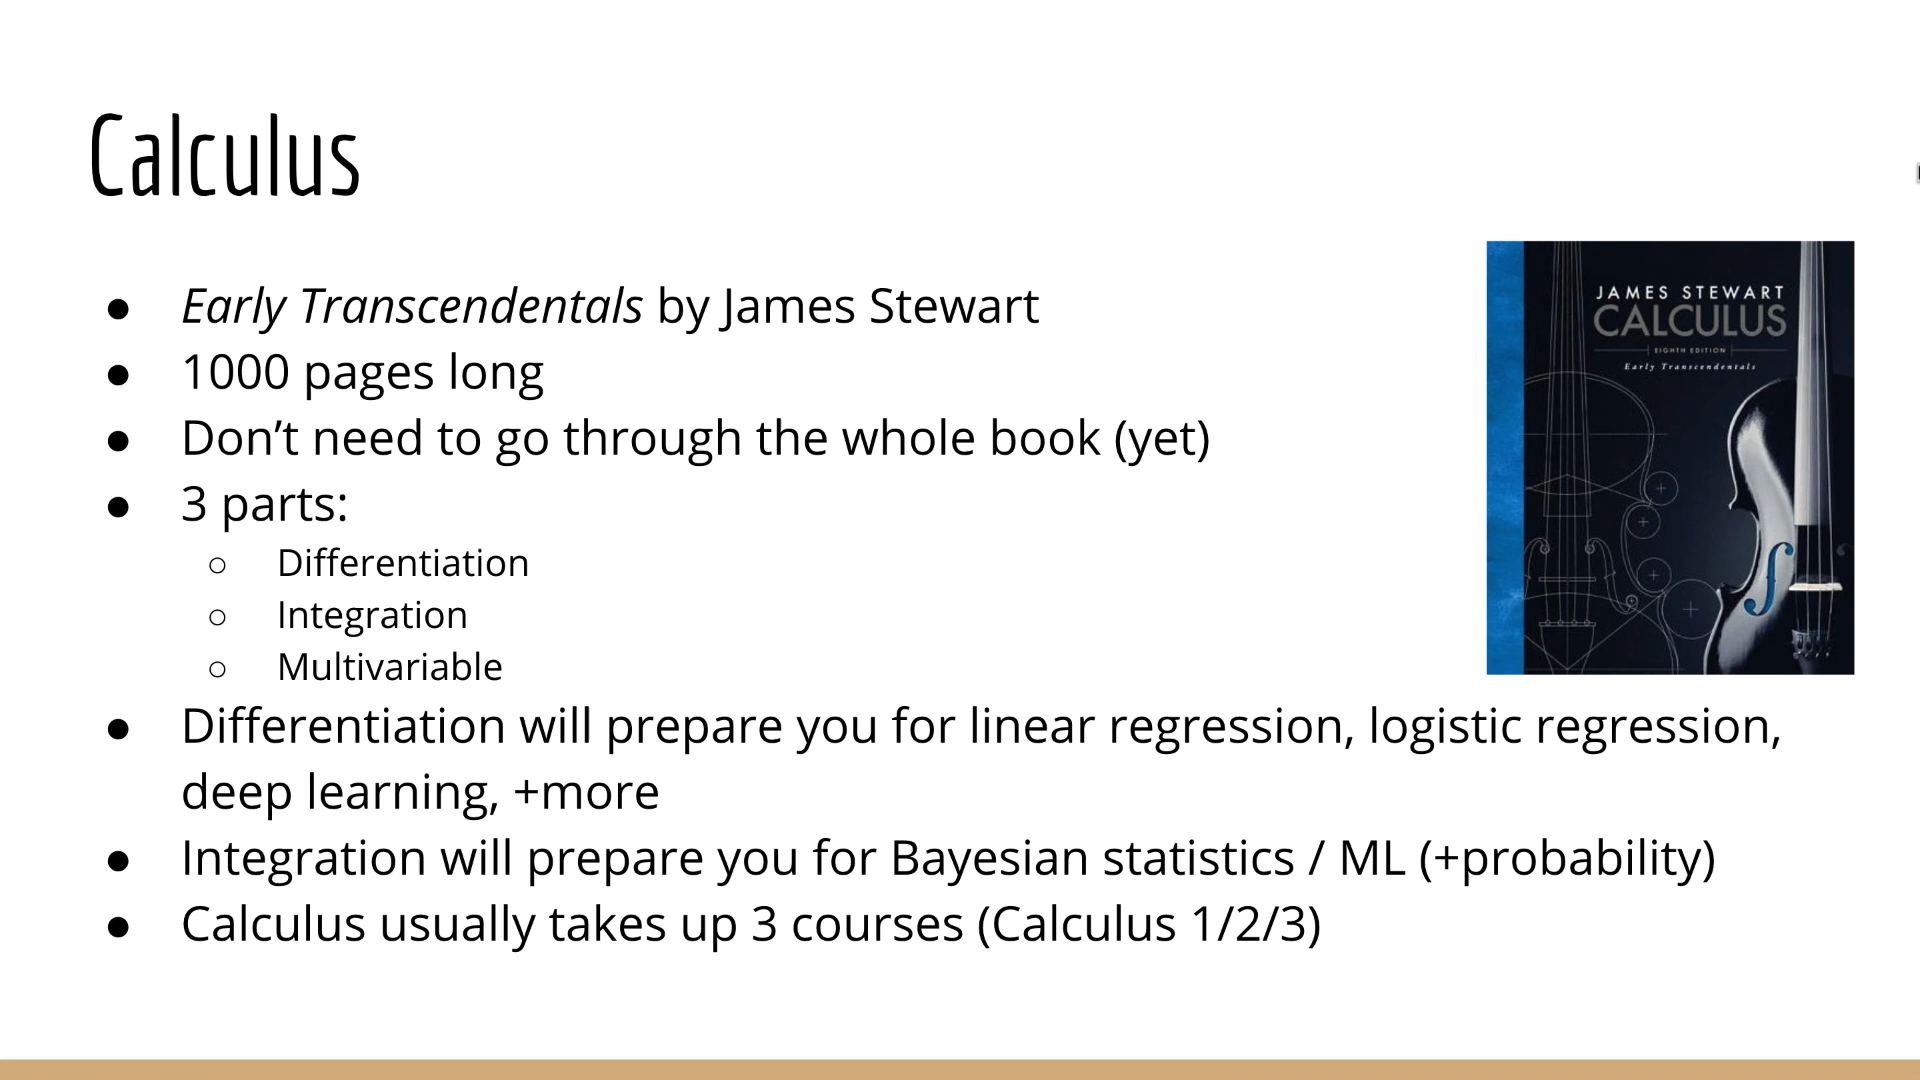 Calculus
● Early Transcendentals by James Stewart
● 1000 pages long
● Don’t need to go through the whole book (yet)
● 3 parts:
○ Differentiation
○ Integration
○ Multivariable
● Differentiation will prepare you for linear regression, logistic regression,
deep learning, +more
● Integration will prepare you for Bayesian statistics / ML (+probability)
● Calculus usually takes up 3 courses (Calculus 1/2/3)
JAMES STEWART
CALCULUS
EIGHTH EDITION
Early Transcendentals